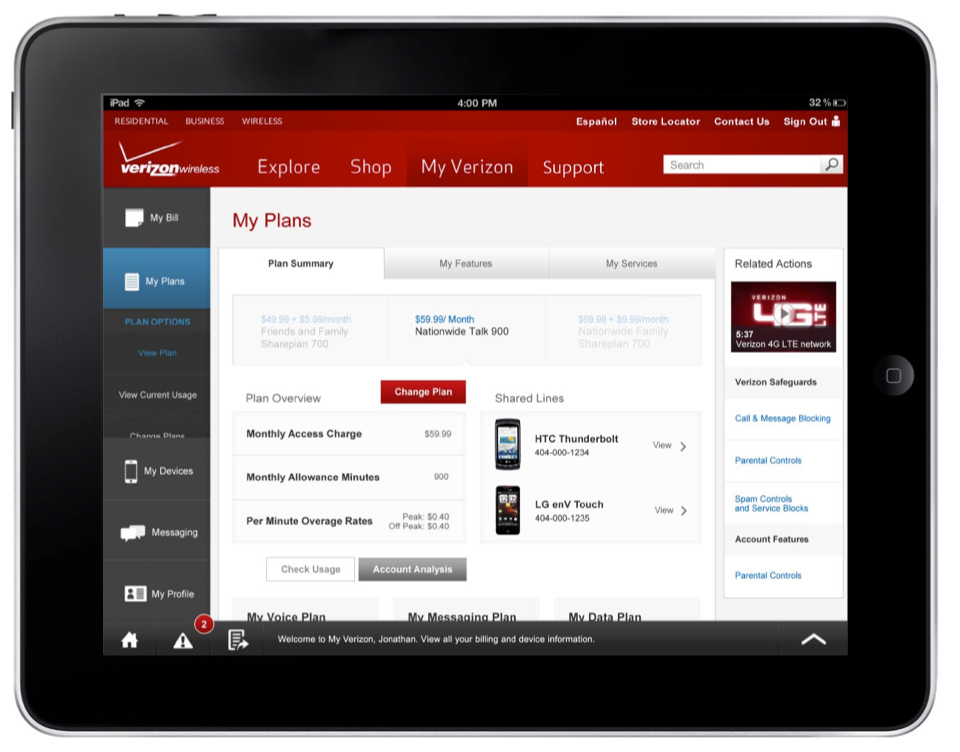 iPad
4:00 PM
32 %
RESIDENTIAL BUSINESS WIRELESS
Español Store Locator Contact Us Sign Out
verizonwireless
Explore Shop My Verizon Support
Search
My Bill
My Plans
PLAN OPTIONS
View Plan
View Current Usage
Change Plans
My Devices
Messaging
My Profile
My Plans
Plan Summary My Features My Services
$49.99 + $5.99/month
Friends and Family
Shareplan 700
$59.99/ Month
Nationwide Talk 900
$69.99 + $9.99/month
Nationwide Family
Shareplan 700
Plan Overview
Change Plan
Monthly Access Charge $59.99
Monthly Allowance Minutes 900
Per Minute Overage Rates
Peak: $0.40
Off Peak: $0.40
Shared Lines
HTC Thunderbolt
404-000-1234
View
LG enV Touch
404-000-1235
View
Check Usage
Account Analysis
My Voice Plan My Messaging Plan My Data Plan
Related Actions
VERIZON
4G LTE
5:37
Verizon 4G LTE network
Verizon Safeguards
Call & Message Blocking
Parental Controls
Spam Controls
and Service Blocks
Account Features
Parental Controls
2
Welcome to My Verizon, Jonathan. View all your billing and device information.